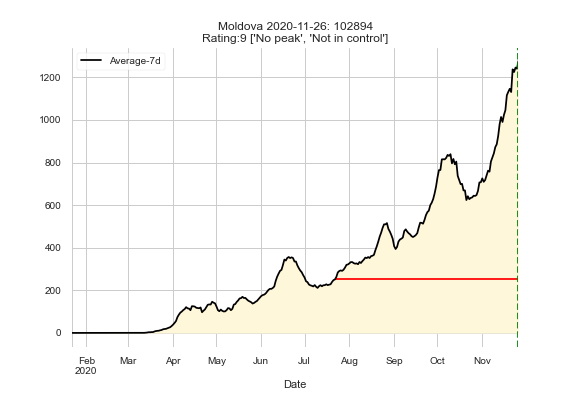 Moldova 2020-11-26: 102894
Rating:9 ['No peak', 'Not in control']
Average-7d
1200
1000
800
600
400
200
0
Feb Mar Apr May Jun Jul Aug Sep Oct Nov
2020
Date